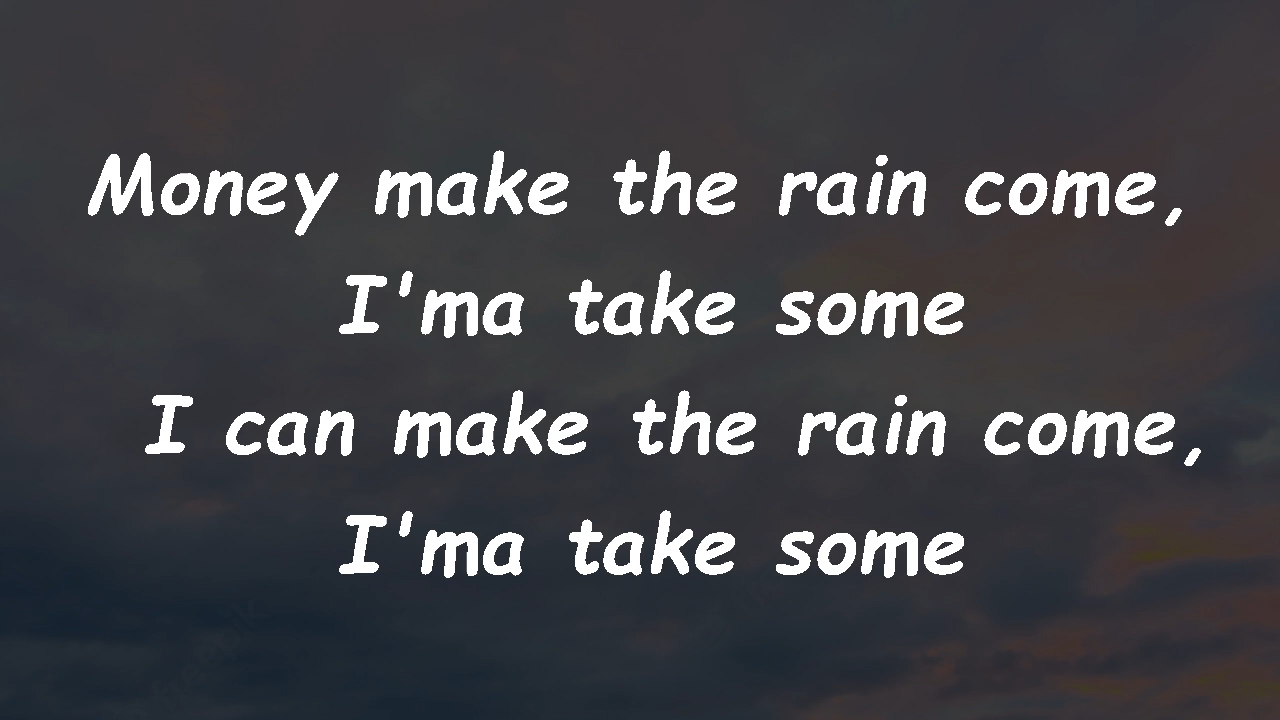 Money make the rain come,
I'ma take some
I can make the rain come,
I'ma take some